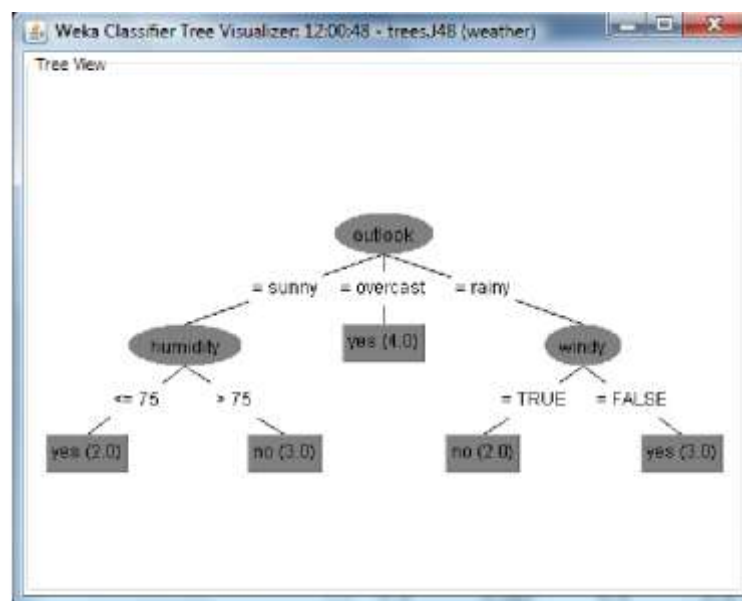 Weka Classifier Tree Visualizer: 12:00:48 - trees.J48 (weather)
Tree View
outlook
= sunny = overcast = rainy
humidity yes (4.0) windy
<= 75 > 75 = TRUE = FALSE
yes (2.0) no (3.0) no (2.0) yes (3.0)